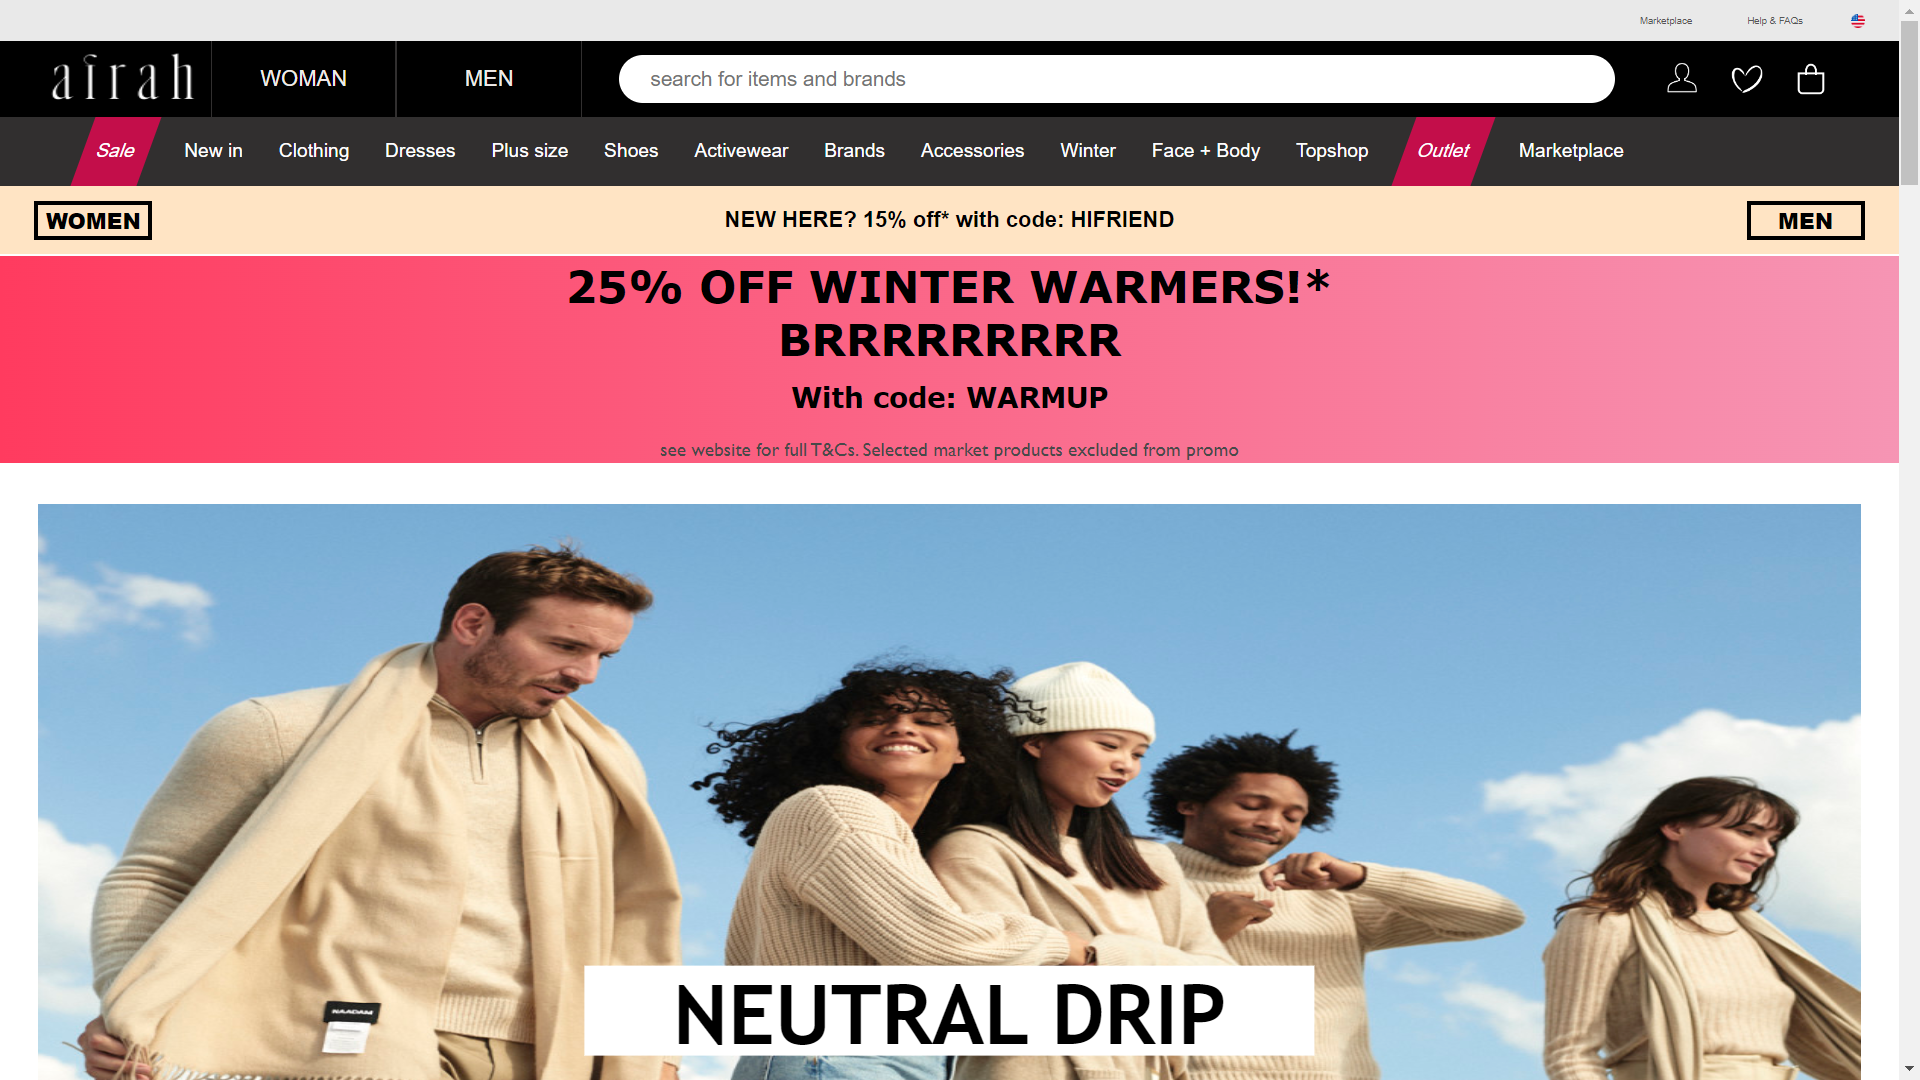 Marketplace
Help & FAQs
afrah
WOMAN
MEN
search for items and brands
Sale
New in
Clothing
Dresses
Plus size
Shoes
Activewear
Brands
Accessories
Winter
Face + Body
Topshop
Outlet
Marketplace
WOMEN
NEW HERE? 15% off* with code: HIFRIEND
MEN
25% OFF WINTER WARMERS!*
BRRRRRRRRR
With code: WARMUP
see website for full T&Cs. Selected market products excluded from promo
NAADAM
NEUTRAL DRIP